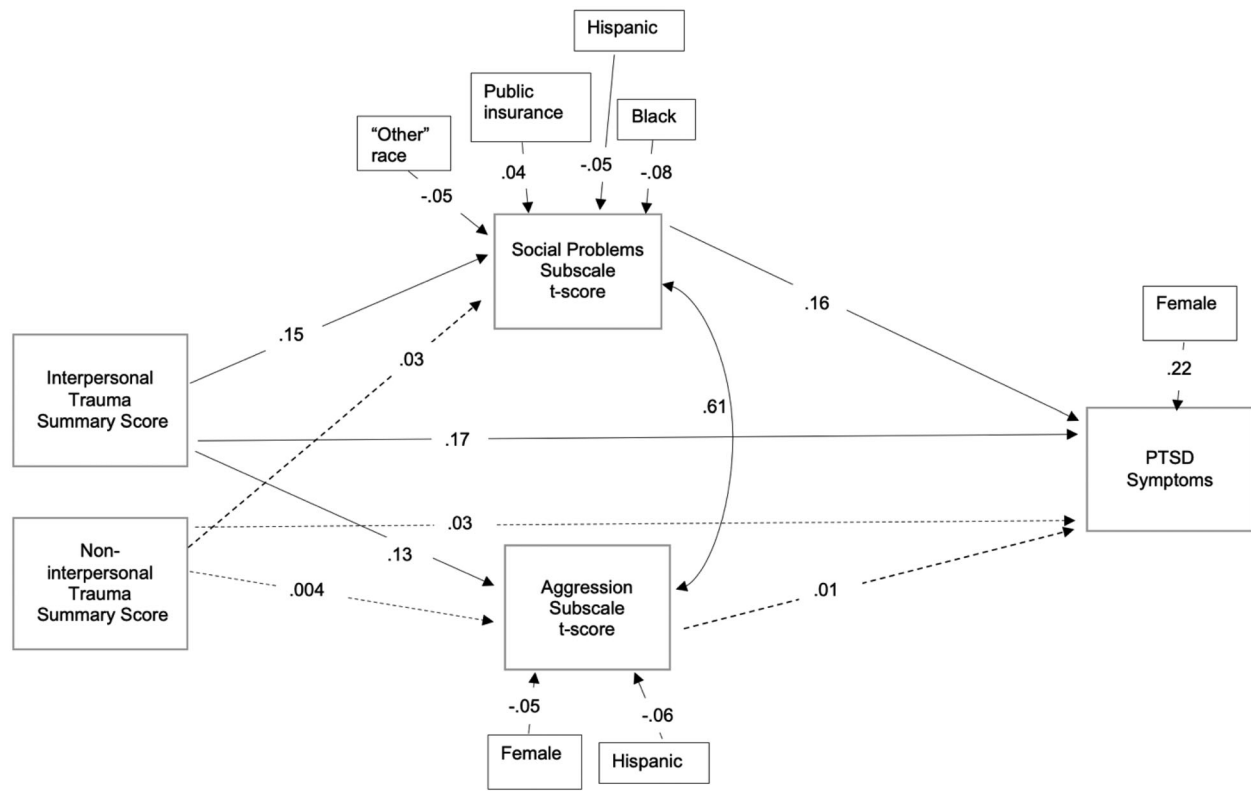 Hispanic
Public
insurance
Black
“Other”
race
-.05
.04
-.05
-.08
Social Problems
Subscale
t-score
.16
Female
.22
.15
.03
Interpersonal
Trauma
Summary Score
.61
.17
PTSD
Symptoms
.03
Non-
interpersonal
Trauma
Summary Score
.13
.004
Aggression
Subscale
t-score
.01
-.05
-.06
Female
Hispanic